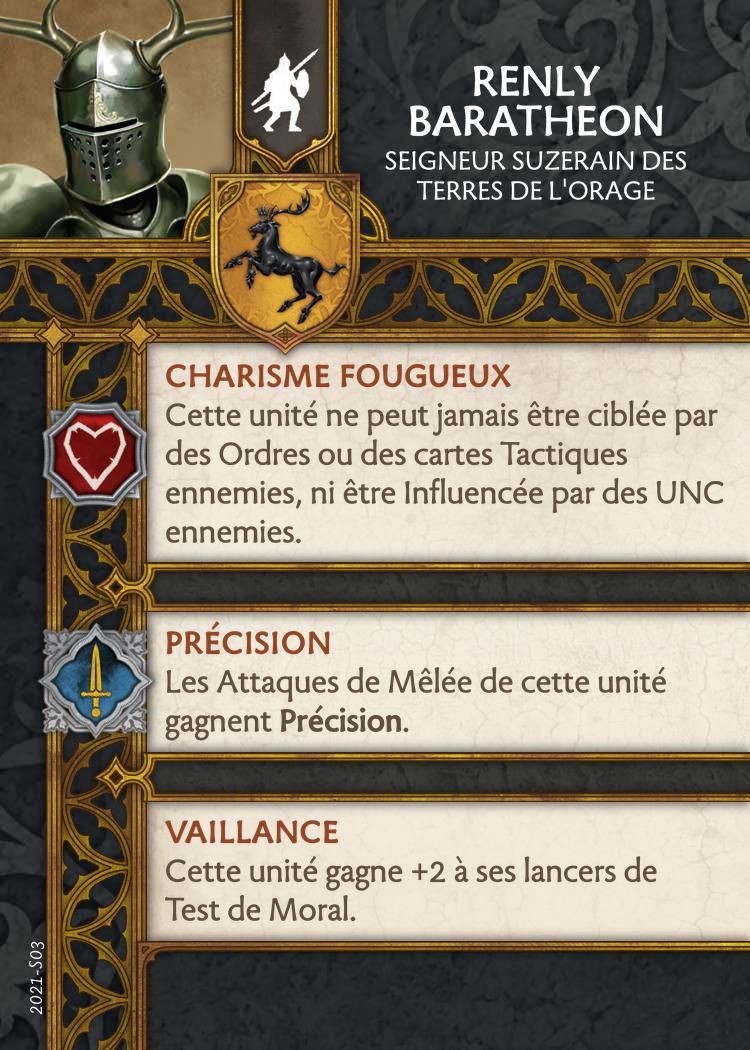 RENLY
BARATHEON
SEIGNEUR SUZERAIN DES
TERRES DE L'ORAGE
CHARISME FOUGUEUX
Cette unité ne peut jamais être ciblée par
des Ordres ou des cartes Tactiques
ennemies, ni être Influencée par des UNC
ennemies.
PRÉCISION
Les Attaques de Mêlée de cette unité
gagnent Précision.
VAILLANCE
Cette unité gagne +2 à ses lancers de
Test de Moral.
2021-S03